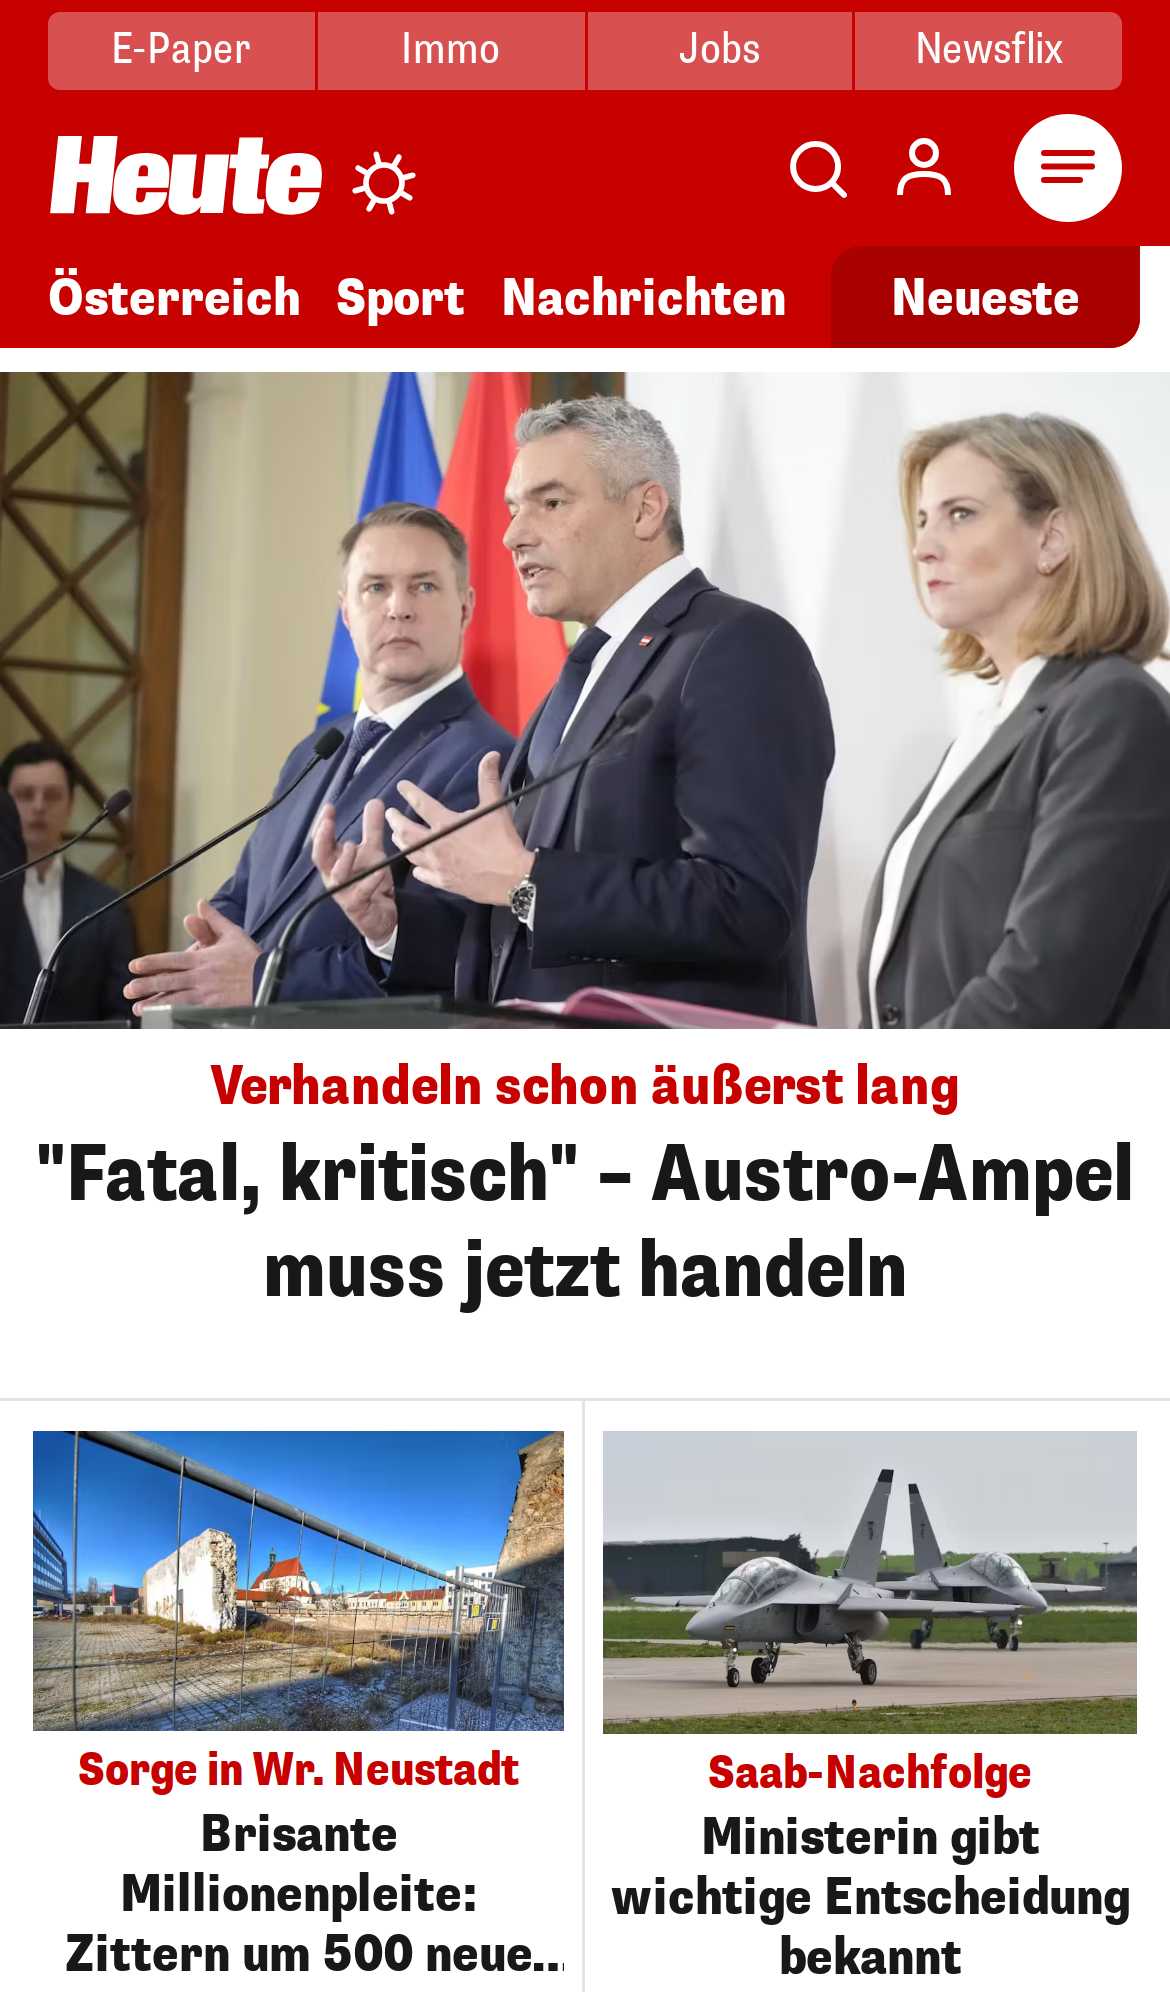 E-Paper
Immo
Jobs
Newsflix
Heute
Österreich
Sport
Nachrichten
Neueste
Verhandeln schon äußerst lang
"Fatal, kritisch" – Austro-Ampel
muss jetzt handeln
Sorge in Wr. Neustadt
Brisante
Millionenpleite:
Zittern um 500 neue...
Saab-Nachfolge
Ministerin gibt
wichtige Entscheidung
bekannt